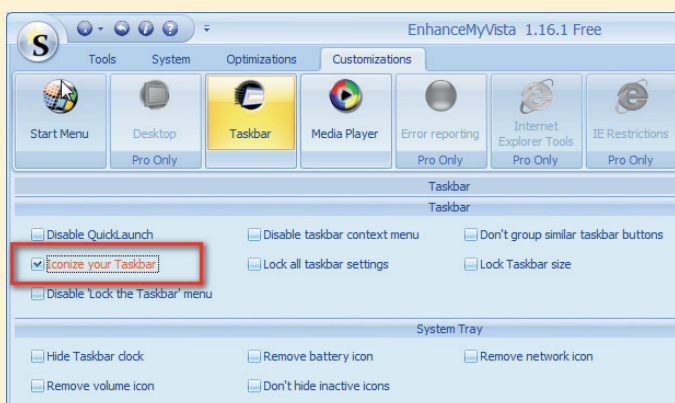 S
EnhanceMyVista 1.16.1 Free
Tools System Optimizations Customizations
Start Menu Desktop Taskbar Media Player Error reporting Internet Explorer Tools IE Restrictions
Pro Only Pro Only Pro Only Pro Only
Taskbar
Taskbar
Disable QuickLaunch Disable taskbar context menu Don't group similar taskbar buttons
Iconize your Taskbar Lock all taskbar settings Lock Taskbar size
Disable 'Lock the Taskbar' menu
System Tray
Hide Taskbar clock Remove battery icon Remove network icon
Remove volume icon Don't hide inactive icons